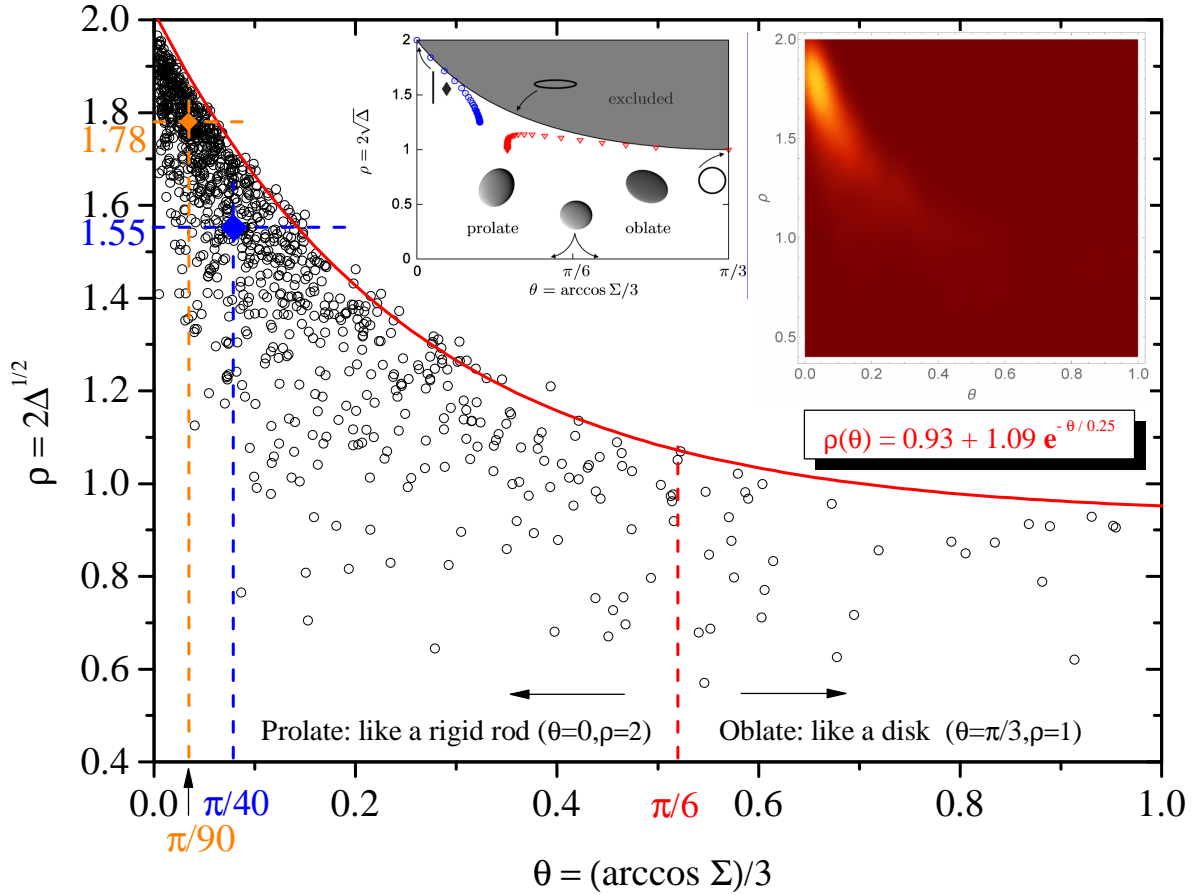 2.0
1.8
1.78
1.6
1.55
1.4
1.2
1.0
0.8
0.6
0.4
ρ = 2Δ^{1/2}
2
1.5
1
0.5
0
ρ = 2√Δ
excluded
prolate
oblate
0
π/6
π/3
θ = arccos Σ/3
2.0
1.5
1.0
0.5
ρ
0.0 0.2 0.4 0.6 0.8 1.0
θ
ρ(θ) = 0.93 + 1.09 e^{- θ / 0.25}
Prolate: like a rigid rod (θ=0,ρ=2)
Oblate: like a disk (θ=π/3,ρ=1)
0.0 π/40 0.2 0.4 π/6 0.6 0.8 1.0
π/90
θ = (arccos Σ)/3